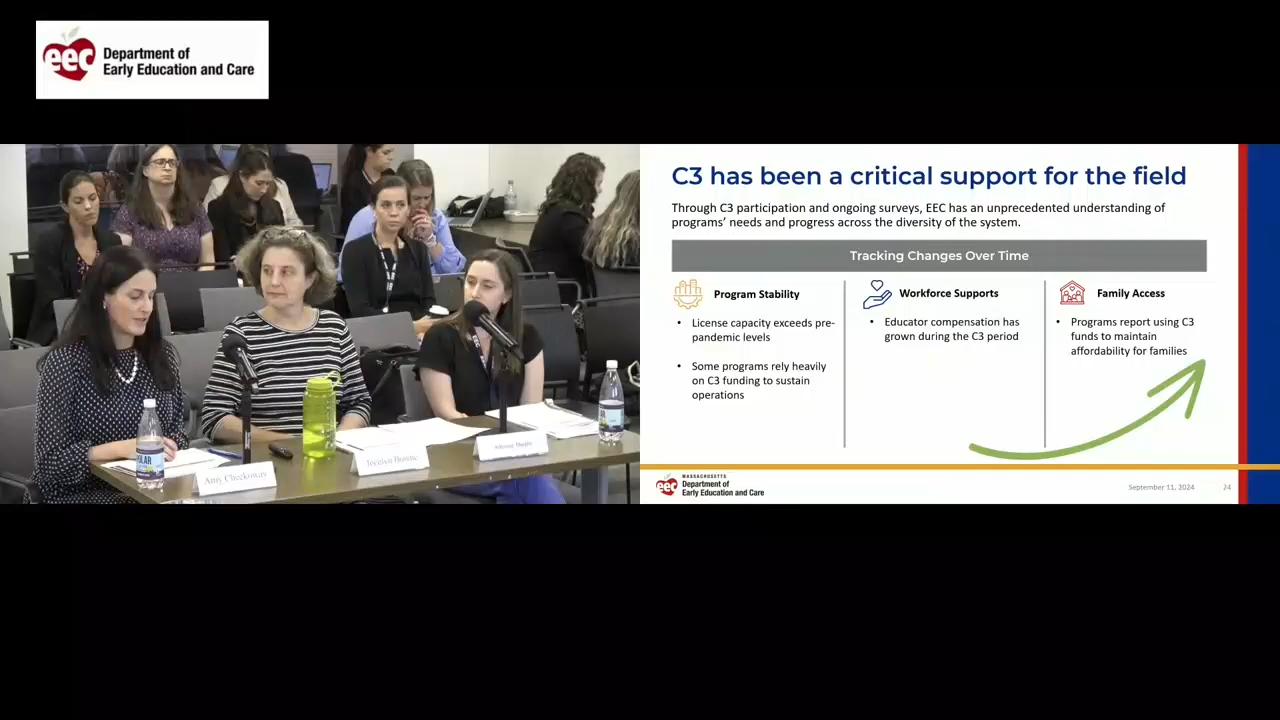 eec
Department of
Early Education and Care
C3 has been a critical support for the field
Through C3 participation and ongoing surveys, EEC has an unprecedented understanding of
programs' needs and progress across the diversity of the system.
Tracking Changes Over Time
Program Stability
• License capacity exceeds pre-
pandemic levels
• Some programs rely heavily
on C3 funding to sustain
operations
Workforce Supports
• Educator compensation has
grown during the C3 period
Family Access
• Programs report using C3
funds to maintain
affordability for families
Amy Checkoway
Jocelyn Bowne
eec
MASSACHUSETTS
Department of
Early Education and Care
September 11, 2024
24